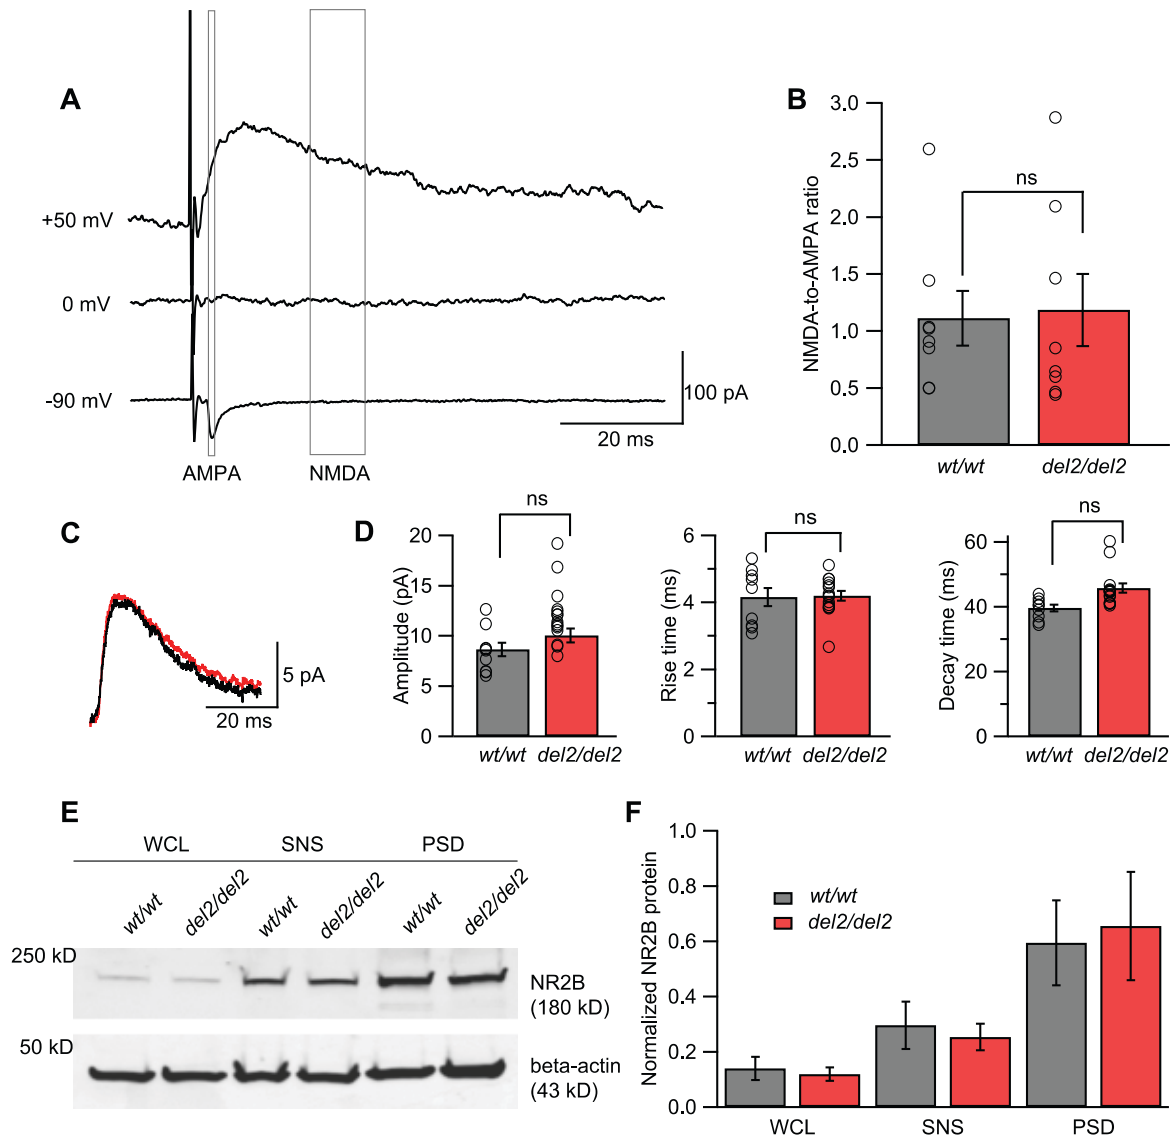 A
+50 mV
0 mV
-90 mV
100 pA
20 ms
AMPA
NMDA
B
NMDA-to-AMPA ratio
3.0
2.5
2.0
1.5
1.0
0.5
0.0
ns
wt/wt
del2/del2
C
5 pA
20 ms
D
Amplitude (pA)
20
15
10
5
0
ns
wt/wt
del2/del2
Rise time (ms)
6
4
2
0
ns
wt/wt
del2/del2
Decay time (ms)
60
40
20
0
ns
wt/wt
del2/del2
E
WCL
SNS
PSD
wt/wt
del2/del2
wt/wt
del2/del2
wt/wt
del2/del2
250 kD
NR2B
(180 kD)
50 kD
beta-actin
(43 kD)
F
Normalized NR2B protein
1.0
0.8
0.6
0.4
0.2
0.0
wt/wt
del2/del2
WCL
SNS
PSD